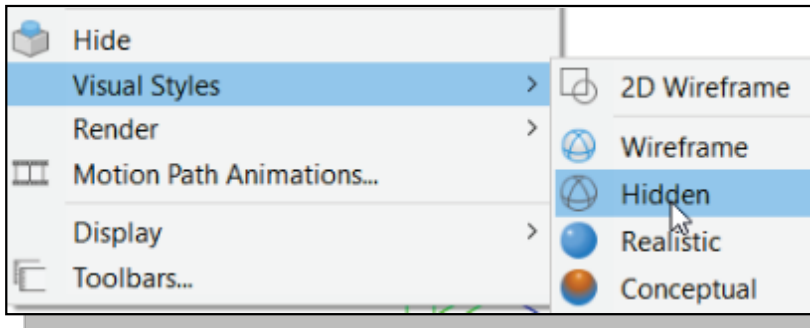 Hide
Visual Styles
Render
Motion Path Animations...
Display
Toolbars...
2D Wireframe
Wireframe
Hidden
Realistic
Conceptual